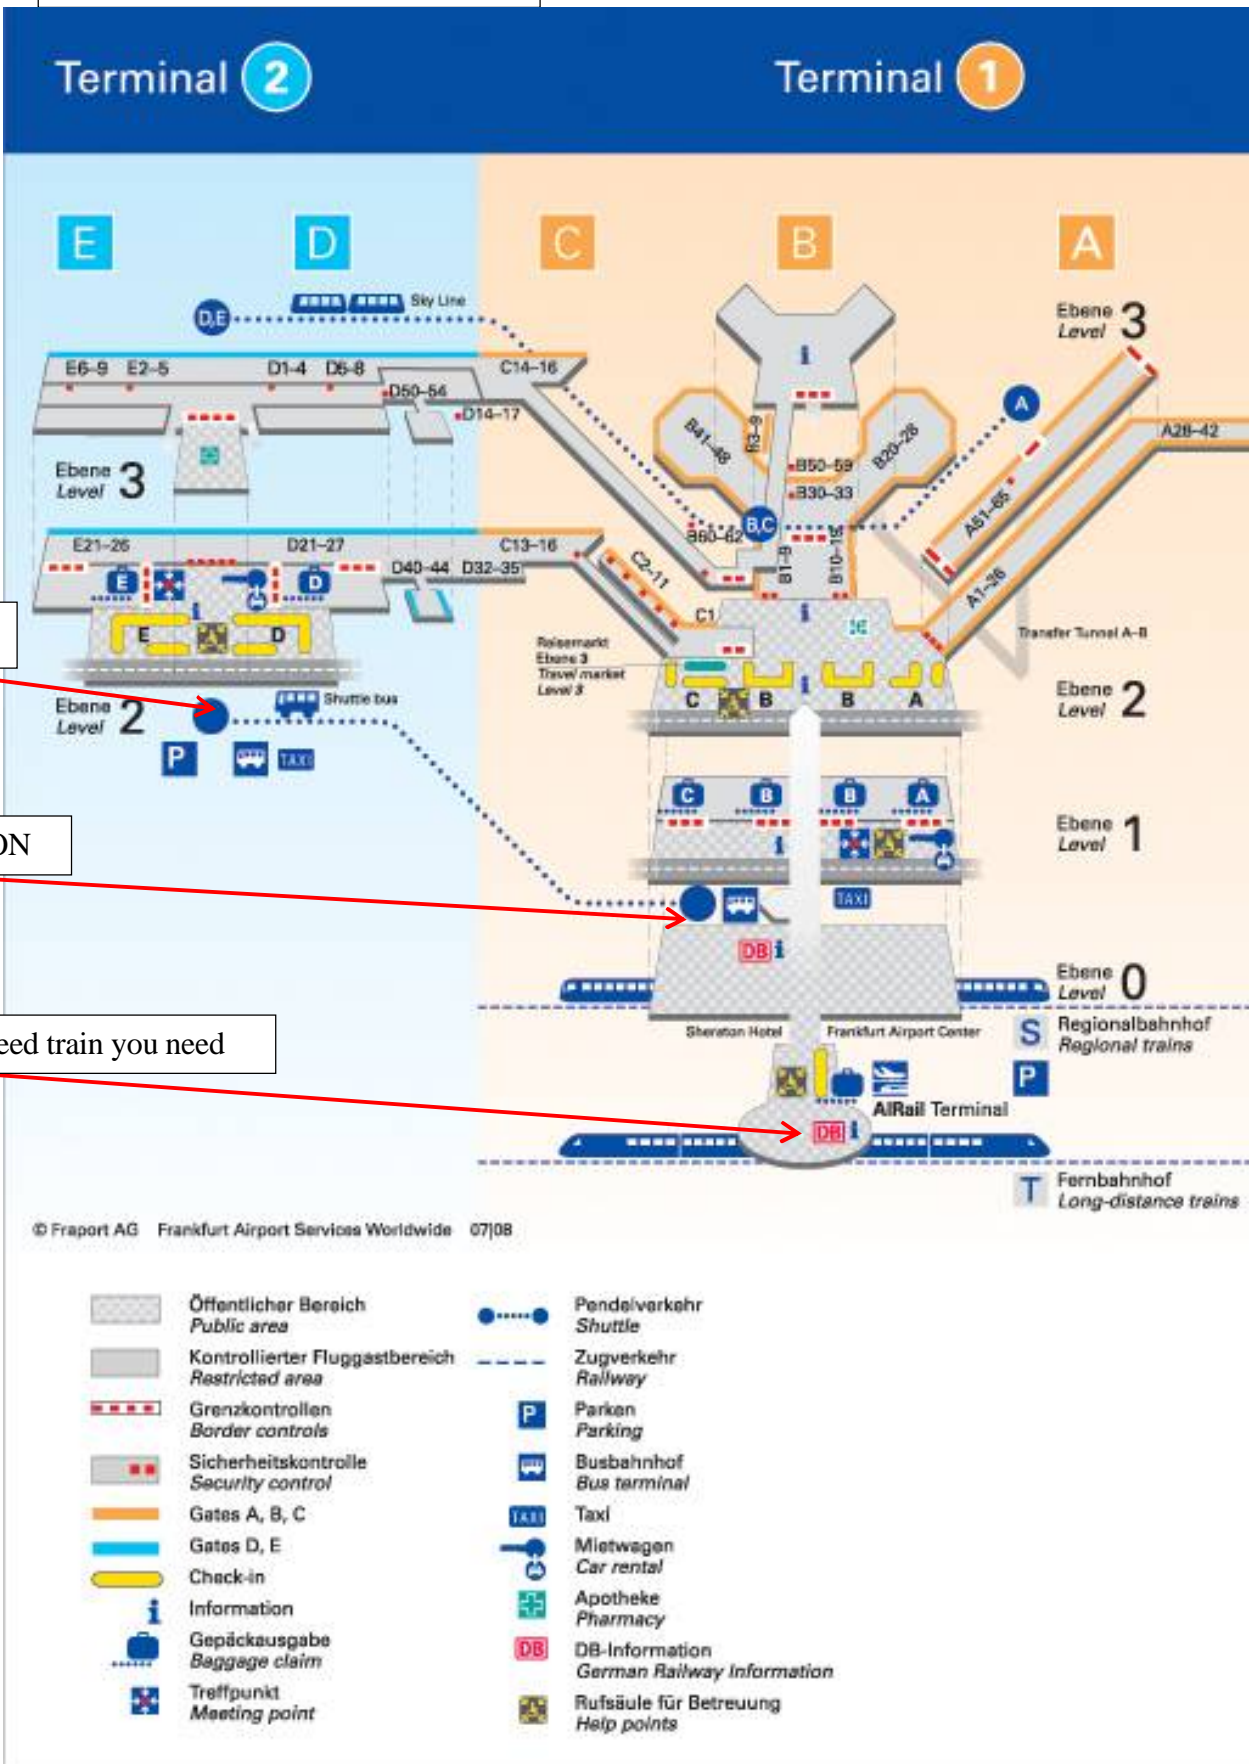 Terminal 2
Terminal 1
E
D
C
B
A
Sky Line
D,E
Ebene
Level 3
E6–9
E2–5
D1–4
D5–8
C14–16
D50–54
D14–17
A
B41–48
B3–9
B20–28
A28–42
B50–59
B30–33
Ebene
Level 3
A51–65
B,C
B60–62
E21–26
D21–27
C13–16
C2–11
B1–9
B10–19
D40–44
D32–35
A1–26
E
D
C1
Transfer Tunnel A–B
E
D
Reisemarkt
Ebene 3
Travel market
Level 3
C
B
B
A
Ebene
Level 2
Ebene
Level 2
Shuttle bus
P
TAXI
C
B
B
A
Ebene
Level 1
ON
TAXI
DB
Ebene
Level 0
Sheraton Hotel
Frankfurt Airport Center
S
Regionalbahnhof
Regional trains
eed train you need
P
AIRail Terminal
DB
T
Fernbahnhof
Long-distance trains
© Fraport AG Frankfurt Airport Services Worldwide 07|08
Öffentlicher Bereich
Public area
Kontrollierter Fluggastbereich
Restricted area
Grenzkontrollen
Border controls
Sicherheitskontrolle
Security control
Gates A, B, C
Gates D, E
Check-in
Information
Gepäckausgabe
Baggage claim
Treffpunkt
Meeting point
Pendelverkehr
Shuttle
Zugverkehr
Railway
P
Parken
Parking
Busbahnhof
Bus terminal
TAXI
Taxi
Mietwagen
Car rental
Apotheke
Pharmacy
DB
DB-Information
German Railway Information
Rufsäule für Betreuung
Help points